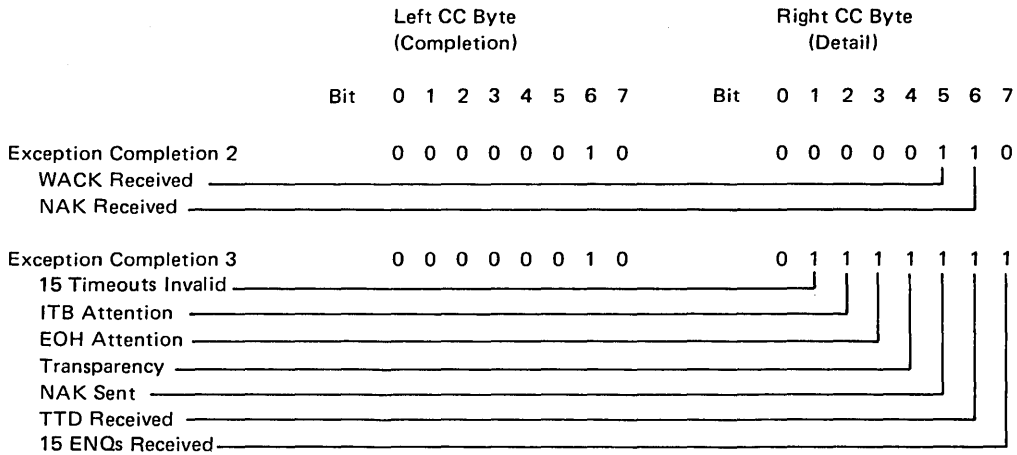 Left CC Byte Right CC Byte
(Completion) (Detail)
Bit 0 1 2 3 4 5 6 7 Bit 0 1 2 3 4 5 6 7
Exception Completion 2 0 0 0 0 0 0 1 0 0 0 0 0 0 1 1 0
WACK Received
NAK Received
Exception Completion 3 0 0 0 0 0 0 1 0 0 1 1 1 1 1 1 1
15 Timeouts Invalid
ITB Attention
EOH Attention
Transparency
NAK Sent
TTD Received
15 ENQs Received